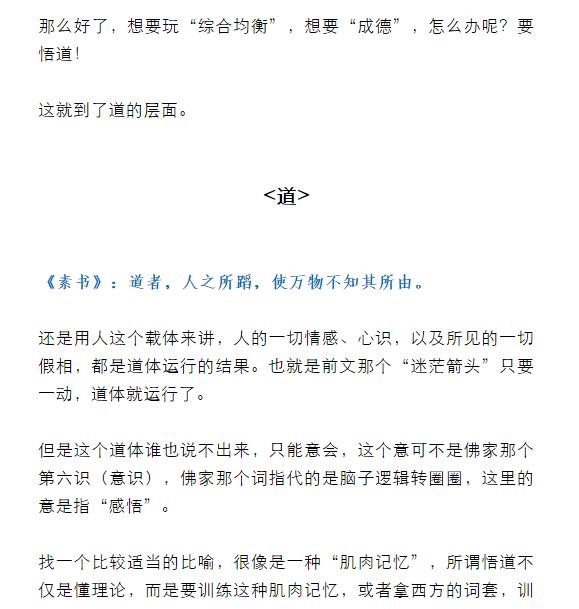 那么好了，想要玩“综合均衡”，想要“成德”，怎么办呢？要
悟道！
这就到了道的层面。
<道>
《素书》：道者，人之所蹈，使万物不知其所由。
还是用人这个载体来讲，人的一切情感、心识，以及所见的一切
假相，都是道体运行的结果。也就是前文那个“迷茫箭头”只要
一动，道体就运行了。
但是这个道体谁也说不出来，只能意会，这个意可不是佛家那个
第六识（意识），佛家那个词指代的是脑子逻辑转圈圈，这里的
意是指“感悟”。
找一个比较适当的比喻，很像是一种“肌肉记忆”，所谓悟道不
仅是懂理论，而是要训练这种肌肉记忆，或者拿西方的词套，训